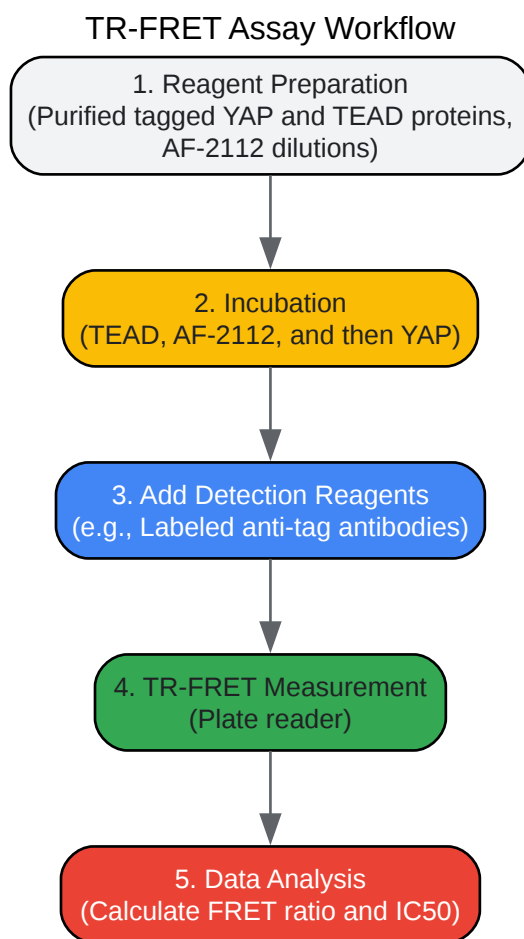 TR-FRET Assay Workflow
1. Reagent Preparation
(Purified tagged YAP and TEAD proteins,
AF-2112 dilutions)
2. Incubation
(TEAD, AF-2112, and then YAP)
3. Add Detection Reagents
(e.g., Labeled anti-tag antibodies)
4. TR-FRET Measurement
(Plate reader)
5. Data Analysis
(Calculate FRET ratio and IC50)